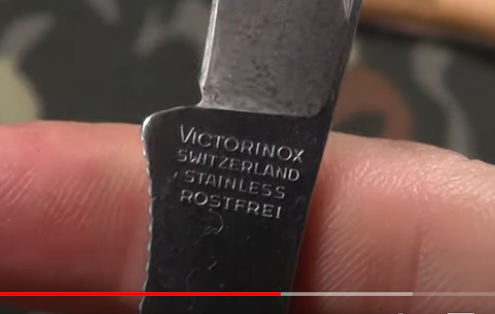 VICTORINOX
SWITZERLAND
STAINLESS
ROSTFREI